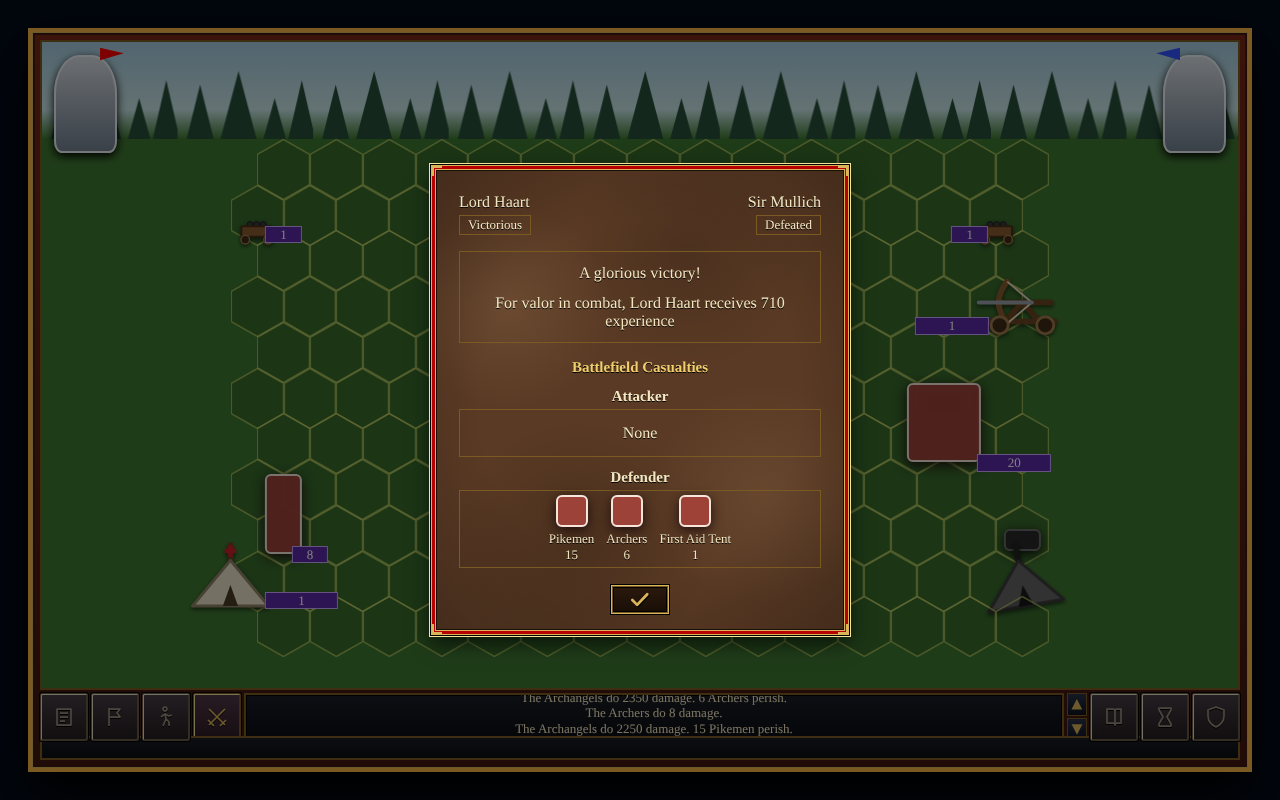 Lord Haart
Sir Mullich
Victorious
Defeated
A glorious victory!
For valor in combat, Lord Haart receives 710
experience
Battlefield Casualties
Attacker
None
Defender
Pikemen
15
Archers
6
First Aid Tent
1
1
1
1
20
8
1
The Archangels do 2350 damage. 6 Archers perish.
The Archers do 8 damage.
The Archangels do 2250 damage. 15 Pikemen perish.